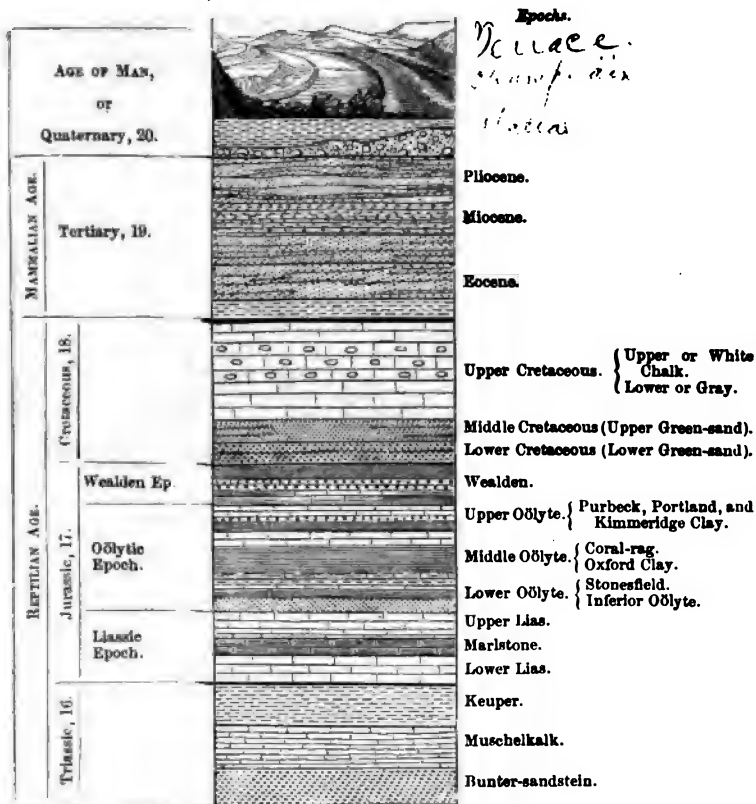 Epochs.
Terrace.
AGE OF MAN,
or
Quaternary, 20.
MAMMALIAN AGE.
Tertiary, 19.
Pliocene.
Miocene.
Eocene.
REPTILIAN AGE.
Cretaceous, 18.
Upper Cretaceous. { Upper or White
Chalk.
Lower or Gray.
Middle Cretaceous (Upper Green-sand).
Lower Cretaceous (Lower Green-sand).
Jurassic, 17.
Wealden Ep
Wealden.
Oölytic
Epoch.
Upper Oölyte. { Purbeck, Portland, and
Kimmeridge Clay.
Middle Oölyte. { Coral-rag.
Oxford Clay.
Lower Oölyte. { Stonesfield.
Inferior Oölyte.
Liassic
Epoch.
Upper Lias.
Marlstone.
Lower Lias.
Triassic, 16.
Keuper.
Muschelkalk.
Bunter-sandstein.